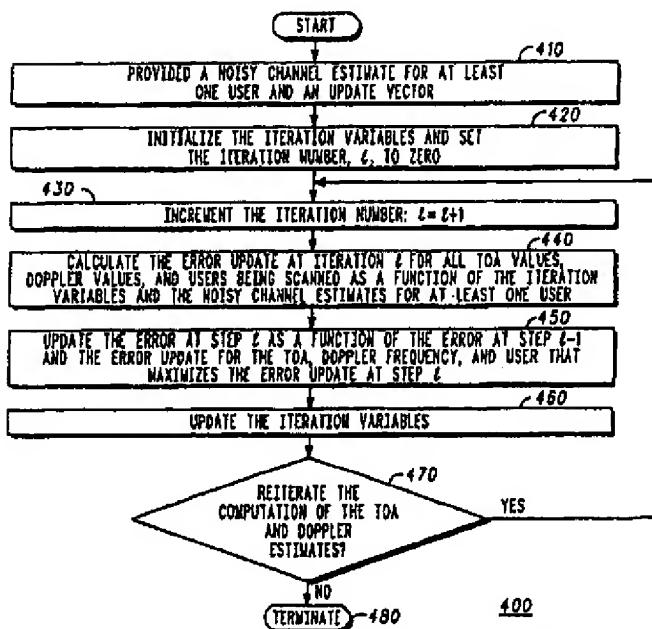 START
410
PROVIDED A NOISY CHANNEL ESTIMATE FOR AT LEAST
ONE USER AND AN UPDATE VECTOR
420
INITIALIZE THE ITERATION VARIABLES AND SET
THE ITERATION NUMBER, ℓ, TO ZERO
430
INCREMENT THE ITERATION NUMBER: ℓ=ℓ+1
440
CALCULATE THE ERROR UPDATE AT ITERATION ℓ FOR ALL TOA VALUES,
DOPPLER VALUES, AND USERS BEING SCANNED AS A FUNCTION OF THE ITERATION
VARIABLES AND THE NOISY CHANNEL ESTIMATES FOR AT LEAST ONE USER
450
UPDATE THE ERROR AT STEP ℓ AS A FUNCTION OF THE ERROR AT STEP ℓ-1
AND THE ERROR UPDATE FOR THE TOA, DOPPLER FREQUENCY, AND USER THAT
MAXIMIZES THE ERROR UPDATE AT STEP ℓ
460
UPDATE THE ITERATION VARIABLES
470
REITERATE THE
COMPUTATION OF THE TOA
AND DOPPLER
ESTIMATES?
YES
NO
TERMINATE
480
400